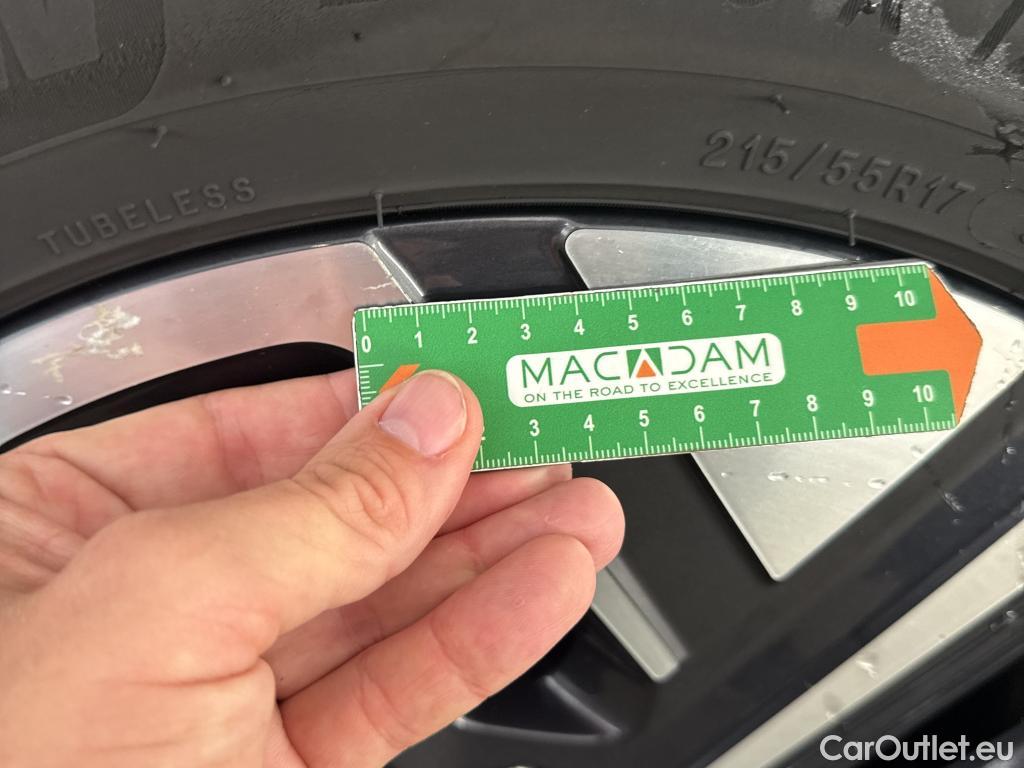 215/55R17
TUBELESS
0 1 2 3 4 5 6 7 8 9 10
MACADAM
ON THE ROAD TO EXCELLENCE
3 4 5 6 7 8 9 10
CarOutlet.eu